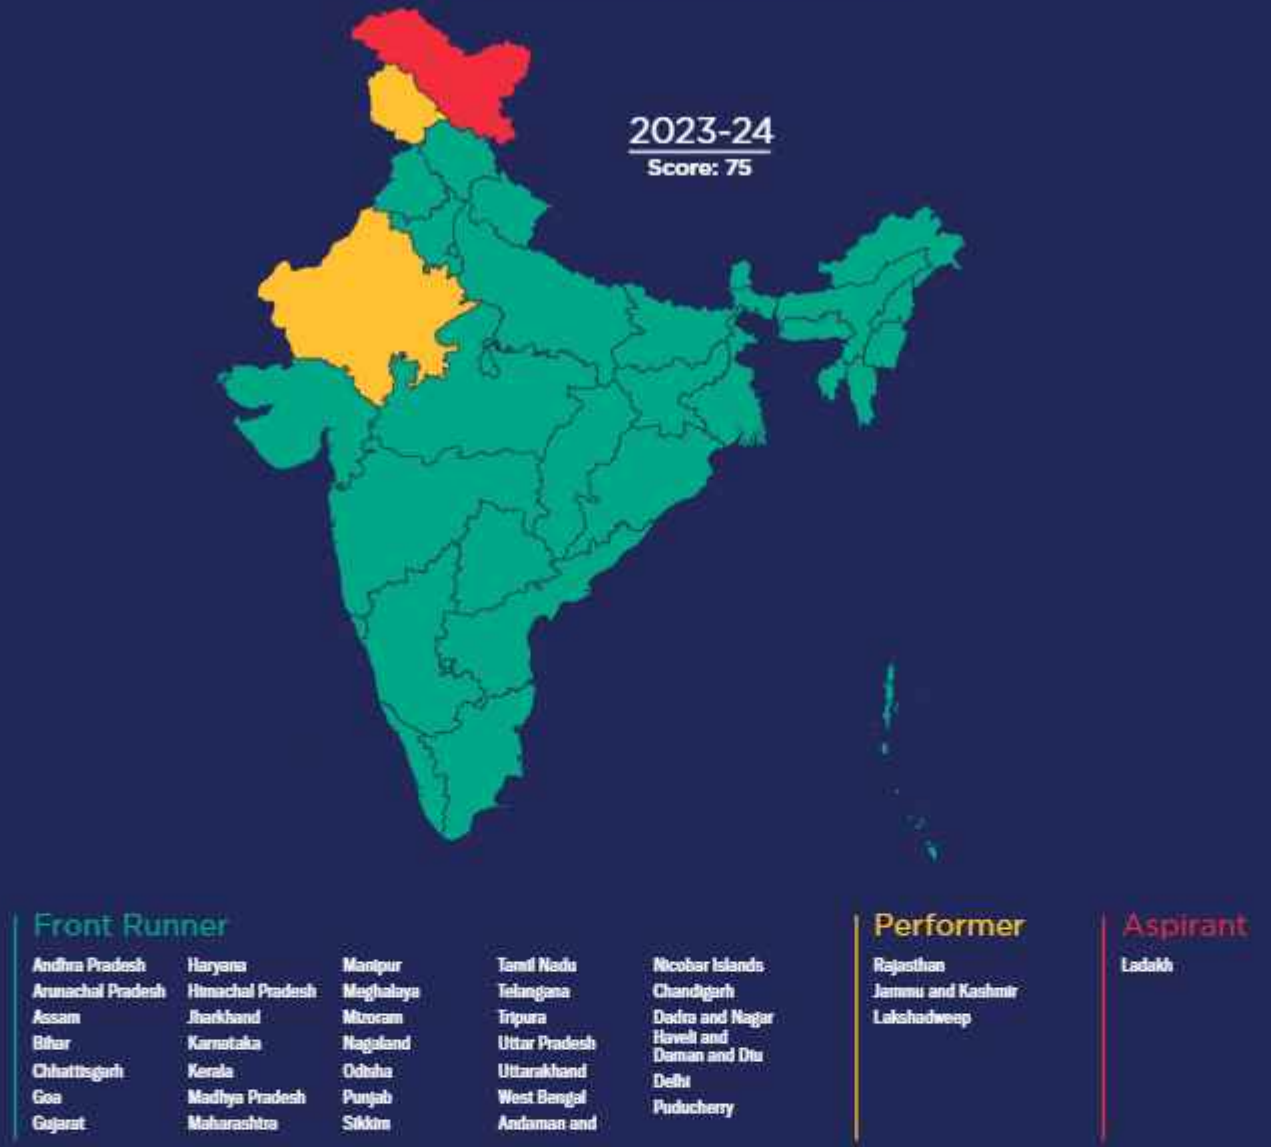 2023-24
Score: 75
Front Runner
Andhra Pradesh
Arunachal Pradesh
Assam
Bihar
Chhattisgarh
Goa
Gujarat
Haryana
Himachal Pradesh
Jharkhand
Karnataka
Kerala
Madhya Pradesh
Maharashtra
Manipur
Meghalaya
Mizoram
Nagaland
Odisha
Punjab
Sikkim
Tamil Nadu
Telangana
Tripura
Uttar Pradesh
Uttarakhand
West Bengal
Andaman and
Nicobar Islands
Chandigarh
Dadra and Nagar
Haveli and
Daman and Diu
Delhi
Puducherry
Performer
Rajasthan
Jammu and Kashmir
Lakshadweep
Aspirant
Ladakh